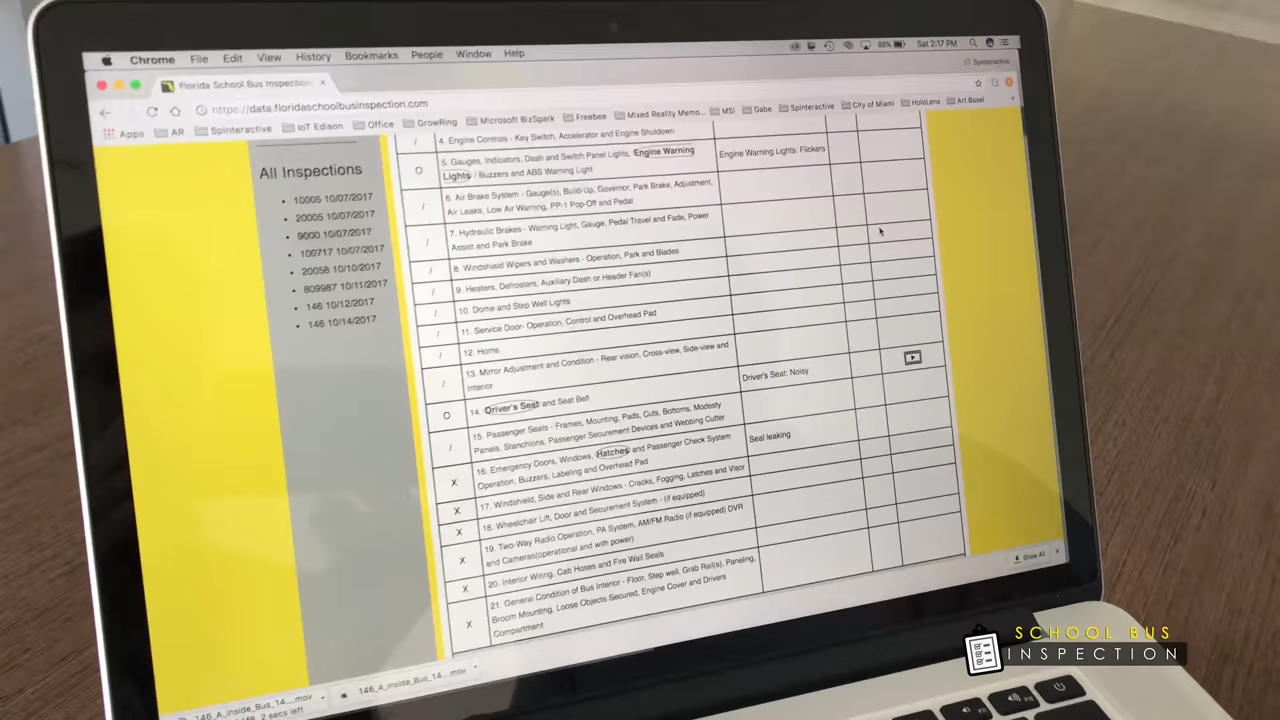 Chrome File Edit View History Bookmarks People Window Help
88% Sat 2:17 PM
Florida School Bus Inspection
Spinteractive
https://data.floridaschoolbusinspection.com
Apps AR Spinteractive IoT Edison Office GrowRing Microsoft BizSpark Freebee Mixed Reality Memo... MSI Gabe Spinteractive City of Miami HoloLens Art Basel
All Inspections
10005 10/07/2017
20005 10/07/2017
9000 10/07/2017
100717 10/07/2017
20058 10/10/2017
809987 10/11/2017
146 10/12/2017
146 10/14/2017
/ 4. Engine Controls - Key Switch, Accelerator and Engine Shutdown
O 5. Gauges, Indicators, Dash and Switch Panel Lights, Engine Warning
Lights / Buzzers and ABS Warning Light
Engine Warning Lights: Flickers
/ 6. Air Brake System - Gauge(s), Build-Up, Governor, Park Brake, Adjustment,
Air Leaks, Low Air Warning, PP-1 Pop-Off and Pedal
/ 7. Hydraulic Brakes - Warning Light, Gauge, Pedal Travel and Fade, Power
Assist and Park Brake
/ 8. Windshield Wipers and Washers - Operation, Park and Blades
/ 9. Heaters, Defrosters, Auxiliary Dash or Header Fan(s)
/ 10. Dome and Step Well Lights
/ 11. Service Door- Operation, Control and Overhead Pad
/ 12. Horns
/ 13. Mirror Adjustment and Condition - Rear vision, Cross-view, Side-view and
Interior
O 14. Driver's Seat and Seat Belt
Driver's Seat: Noisy
/ 15. Passenger Seats - Frames, Mounting, Pads, Cuts, Bottoms, Modesty
Panels, Stanchions, Passenger Securement Devices and Webbing Cutter
X 16. Emergency Doors, Windows, Hatches and Passenger Check System
Operation, Buzzers, Labeling and Overhead Pad
Seal leaking
X 17. Windshield, Side and Rear Windows - Cracks, Fogging, Latches and Visor
X 18. Wheelchair Lift, Door and Securement System - (if equipped)
X 19. Two-Way Radio Operation, PA System, AM/FM Radio (if equipped) DVR
and Cameras(operational and with power)
X 20. Interior Wiring, Cab Hoses and Fire Wall Seals
X 21. General Condition of Bus Interior - Floor, Step well, Grab Rail(s), Paneling,
Broom Mounting, Loose Objects Secured, Engine Cover and Drivers
Compartment
Show All
146_A_Inside_Bus_14....mov
2 secs left
146_A_Inside_Bus_14....mov
SCHOOL BUS
INSPECTION